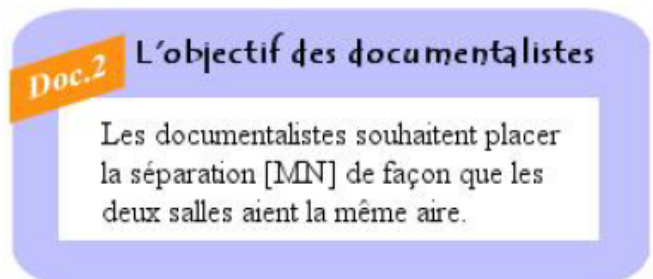 Doc.2
L'objectif des documentalistes
Les documentalistes souhaitent placer
la séparation [MN] de façon que les
deux salles aient la même aire.